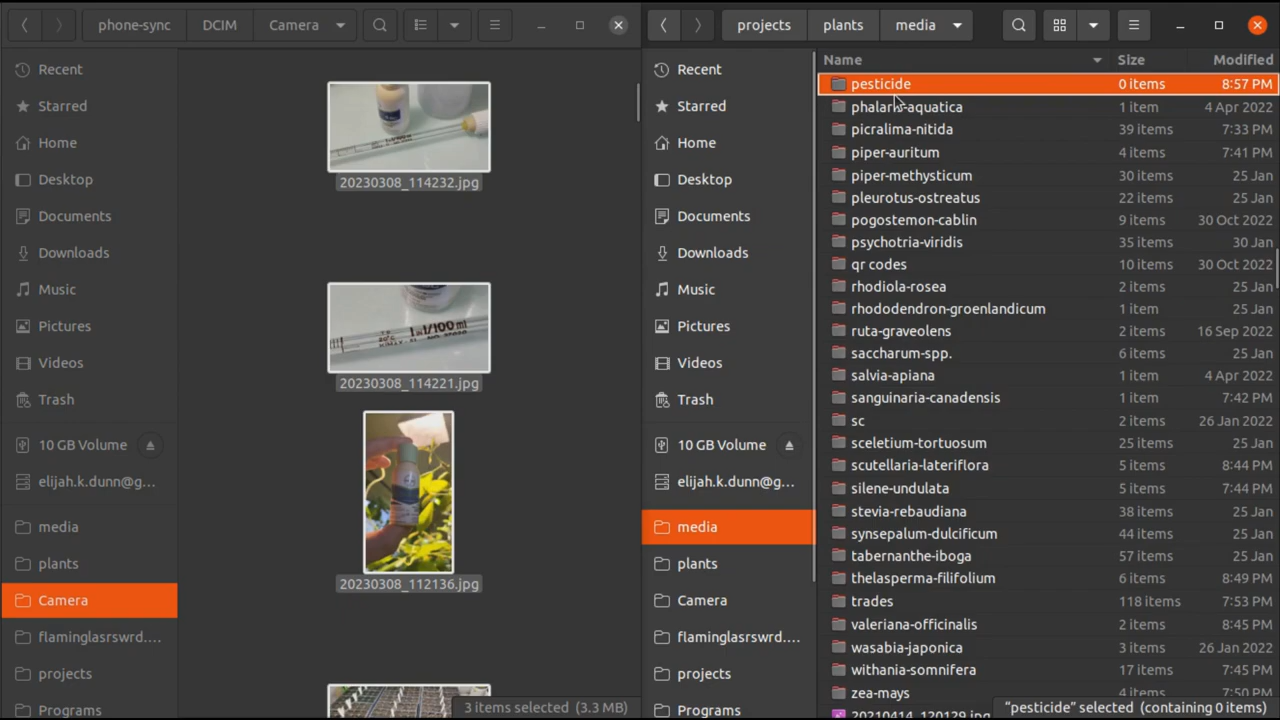 phone-sync DCIM Camera
Recent
Starred
Home
Desktop
Documents
Downloads
Music
Pictures
Videos
Trash
10 GB Volume
elijah.k.dunn@g...
media
plants
Camera
flaminglasrswrd....
projects
Programs
20230308_114232.jpg
1ml/100 ml
20230308_114221.jpg
20230308_112136.jpg
3 items selected (3.3 MB)
projects plants media
Recent
Starred
Home
Desktop
Documents
Downloads
Music
Pictures
Videos
Trash
10 GB Volume
elijah.k.dunn@g...
media
plants
Camera
flaminglasrswrd....
projects
Programs
Name Size Modified
pesticide 0 items 8:57 PM
phalaris-aquatica 1 item 4 Apr 2022
picralima-nitida 39 items 7:33 PM
piper-auritum 4 items 7:41 PM
piper-methysticum 30 items 25 Jan
pleurotus-ostreatus 22 items 25 Jan
pogostemon-cablin 9 items 30 Oct 2022
psychotria-viridis 35 items 30 Jan
qr codes 10 items 30 Oct 2022
rhodiola-rosea 2 items 25 Jan
rhododendron-groenlandicum 1 item 25 Jan
ruta-graveolens 2 items 16 Sep 2022
saccharum-spp. 6 items 25 Jan
salvia-apiana 1 item 4 Apr 2022
sanguinaria-canadensis 1 item 7:42 PM
sc 2 items 26 Jan 2022
sceletium-tortuosum 25 items 25 Jan
scutellaria-lateriflora 5 items 8:44 PM
silene-undulata 5 items 7:44 PM
stevia-rebaudiana 38 items 25 Jan
synsepalum-dulcificum 44 items 25 Jan
tabernanthe-iboga 57 items 25 Jan
thelasperma-filifolium 6 items 8:49 PM
trades 118 items 7:53 PM
valeriana-officinalis 2 items 8:45 PM
wasabia-japonica 3 items 26 Jan 2022
withania-somnifera 17 items 7:45 PM
zea-mays 4 items 7:50 PM
20210414_120129.jpg
"pesticide" selected (containing 0 items)